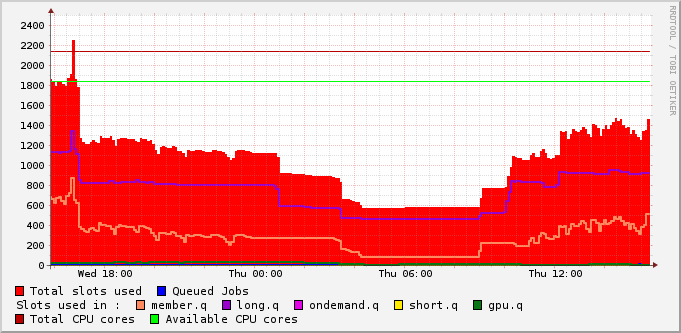 RRDTOOL / TOBI OETIKER
2400
2200
2000
1800
1600
1400
1200
1000
800
600
400
200
0
Wed 18:00 Thu 00:00 Thu 06:00 Thu 12:00
Total slots used Queued Jobs
Slots used in : member.q long.q ondemand.q short.q gpu.q
Total CPU cores Available CPU cores